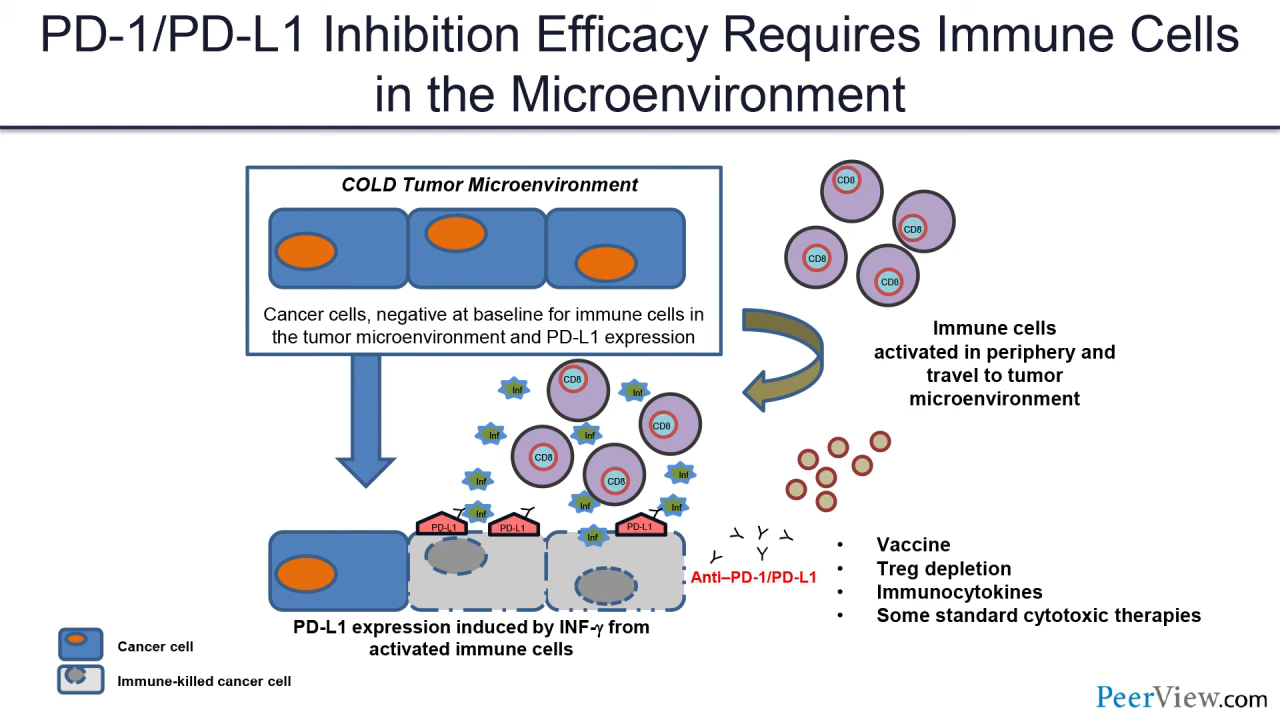 PD-1/PD-L1 Inhibition Efficacy Requires Immune Cells
in the Microenvironment
COLD Tumor Microenvironment
Cancer cells, negative at baseline for immune cells in
the tumor microenvironment and PD-L1 expression
CD8
CD8
CD8
CD8
Immune cells
activated in periphery and
travel to tumor
microenvironment
CD8
CD8
CD8
CD8
Inf
Inf
Inf
Inf
Inf
Inf
Inf
Inf
Inf
Inf
PD-L1
PD-L1
PD-L1
Anti–PD-1/PD-L1
• Vaccine
• Treg depletion
• Immunocytokines
• Some standard cytotoxic therapies
PD-L1 expression induced by INF-γ from
activated immune cells
Cancer cell
Immune-killed cancer cell
PeerView.com